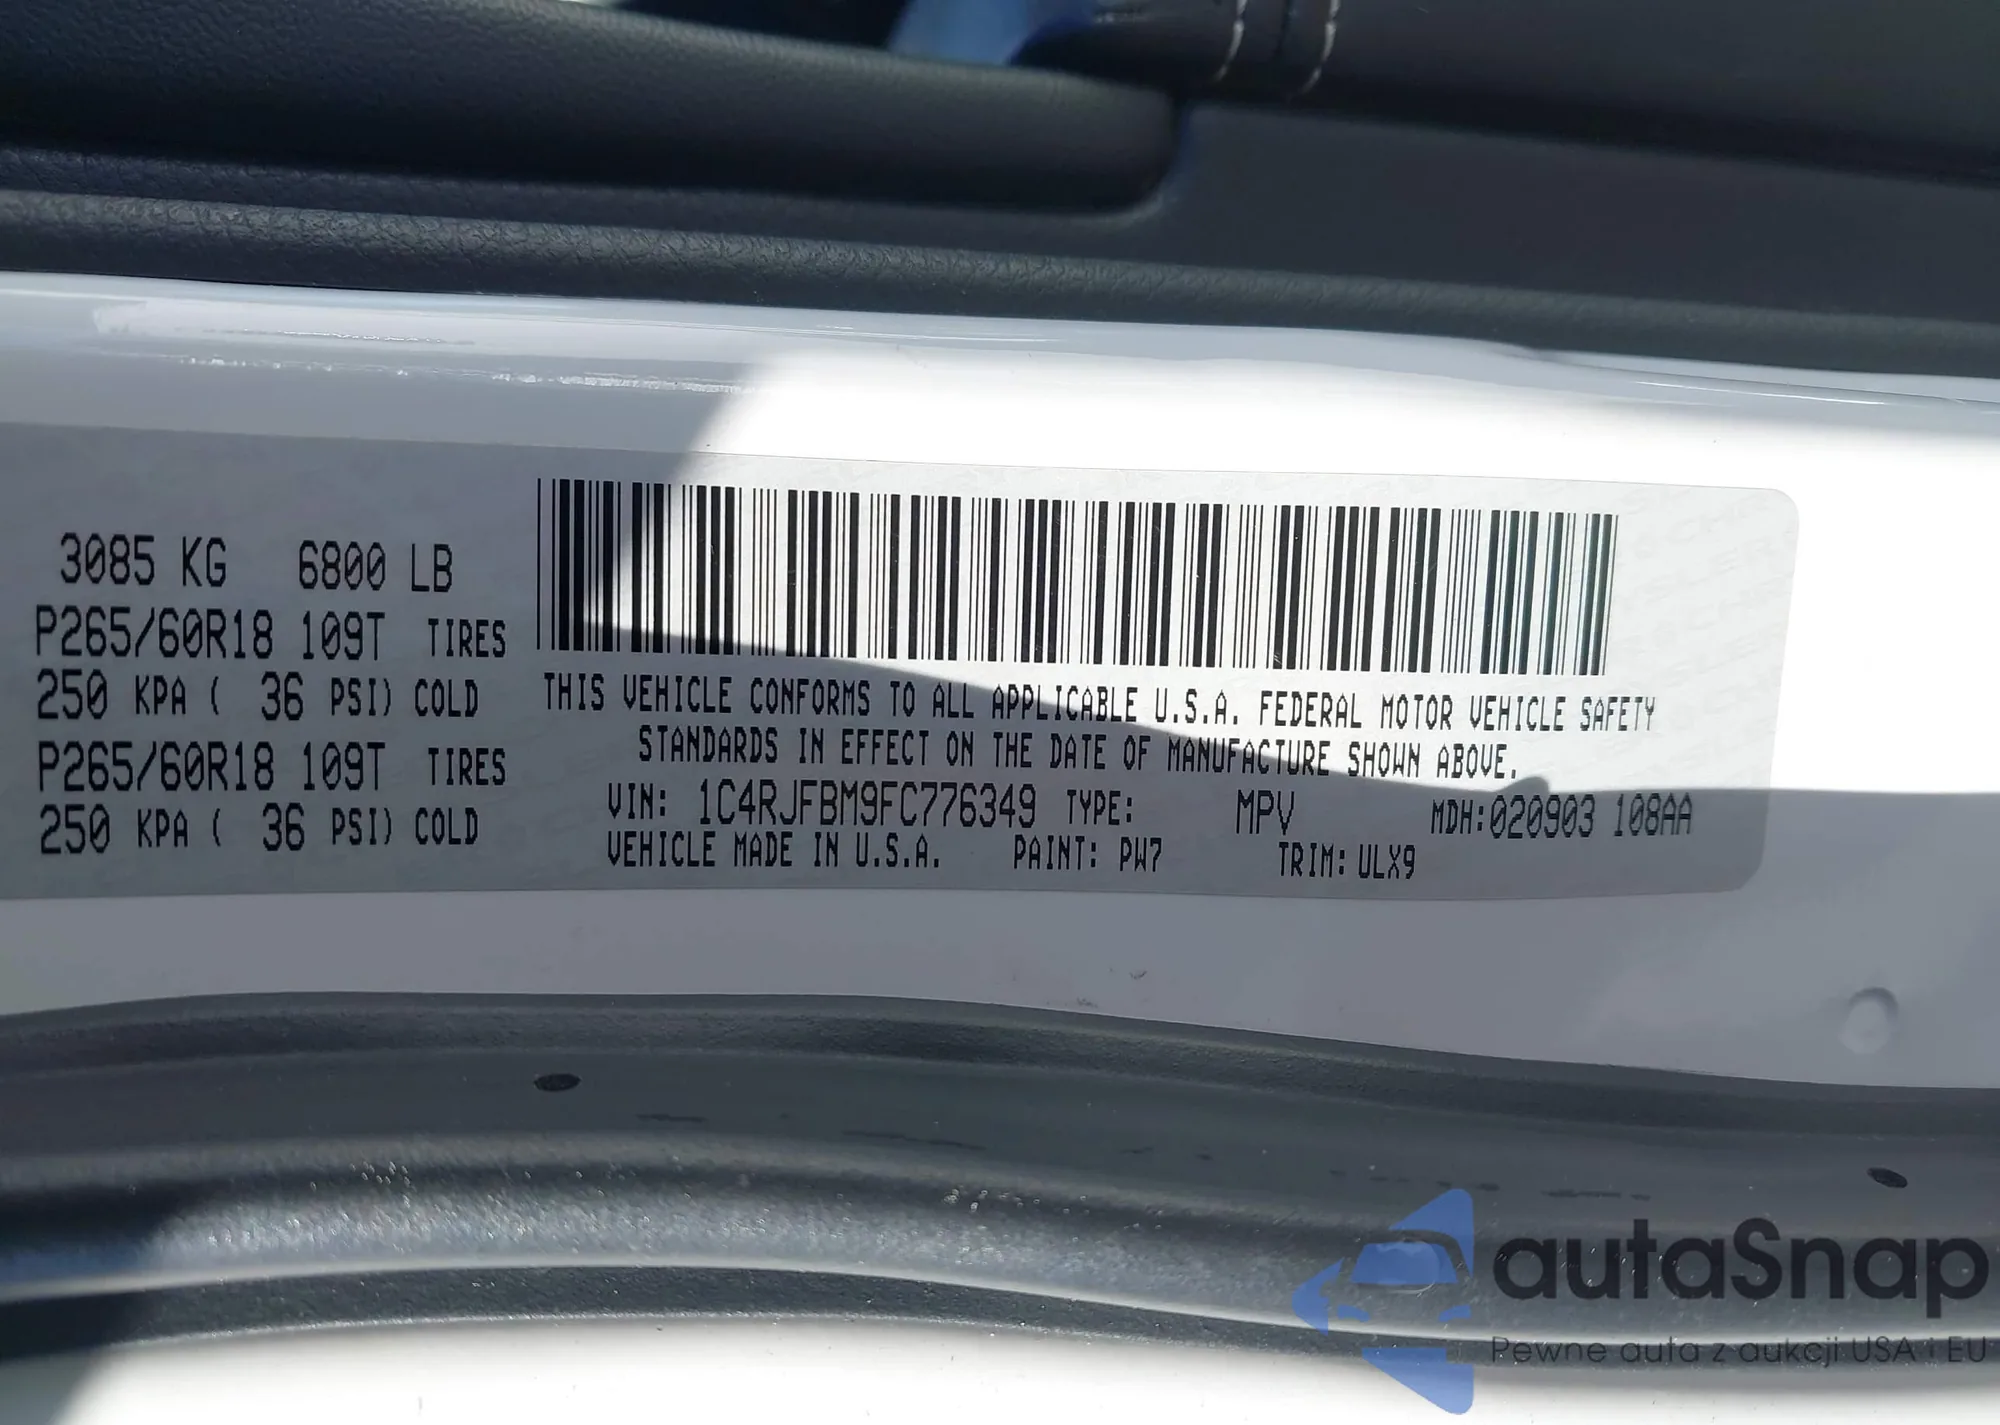 3085 KG 6800 LB
P265/60R18 109T TIRES
250 KPA ( 36 PSI) COLD
P265/60R18 109T TIRES
250 KPA ( 36 PSI) COLD
THIS VEHICLE CONFORMS TO ALL APPLICABLE U.S.A. FEDERAL MOTOR VEHICLE SAFETY
STANDARDS IN EFFECT ON THE DATE OF MANUFACTURE SHOWN ABOVE.
VIN: 1C4RJFBM9FC776349 TYPE: MPV MDH:020903 108AA
VEHICLE MADE IN U.S.A. PAINT: PW7 TRIM: ULX9
autaSnap
Pewne auta z aukcji USA i EU